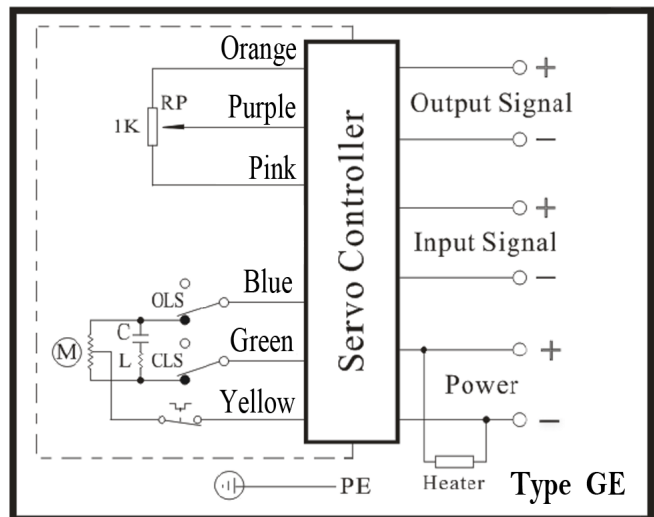 Orange
RP
1K
Purple
Pink
Servo Controller
+
Output Signal
−
+
Input Signal
−
Blue
OLS
C
M
L
CLS
Green
Yellow
+
Power
−
PE
Heater
Type GE